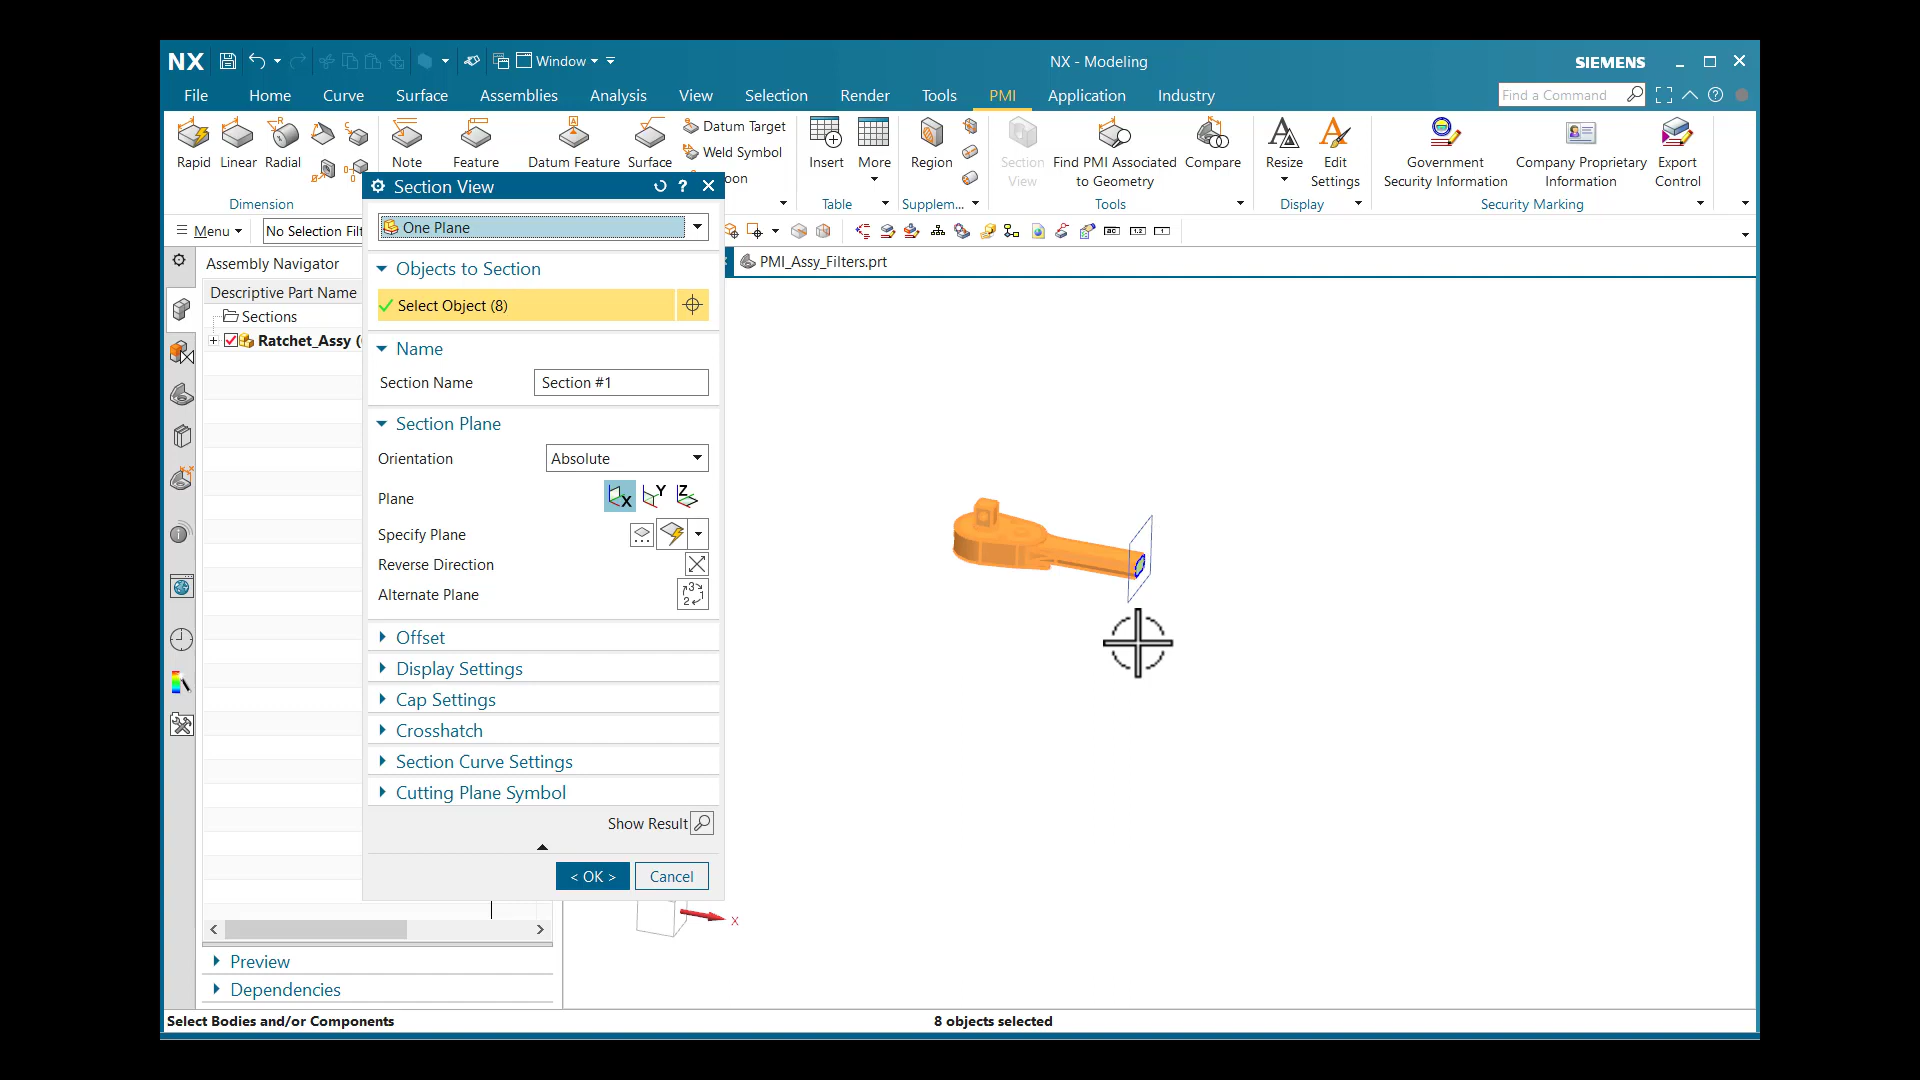 NX
Window
NX - Modeling
SIEMENS
File Home Curve Surface Assemblies Analysis View Selection Render Tools PMI Application Industry
Find a Command
Rapid Linear Radial
Dimension
Note Feature Datum Feature Surface
Datum Target
Weld Symbol
Insert More
Table
Region
Supplem...
Section View
Find PMI Associated to Geometry
Compare
Tools
Resize
Edit Settings
Display
Government Security Information
Company Proprietary Information
Export Control
Security Marking
Menu
No Selection Filt
Assembly Navigator
Descriptive Part Name
Sections
Ratchet_Assy (
Preview
Dependencies
PMI_Assy_Filters.prt
Section View
One Plane
Objects to Section
Select Object (8)
Name
Section Name Section #1
Section Plane
Orientation Absolute
Plane X Y Z
Specify Plane
Reverse Direction
Alternate Plane
Offset
Display Settings
Cap Settings
Crosshatch
Section Curve Settings
Cutting Plane Symbol
Show Result
< OK > Cancel
X
Select Bodies and/or Components
8 objects selected